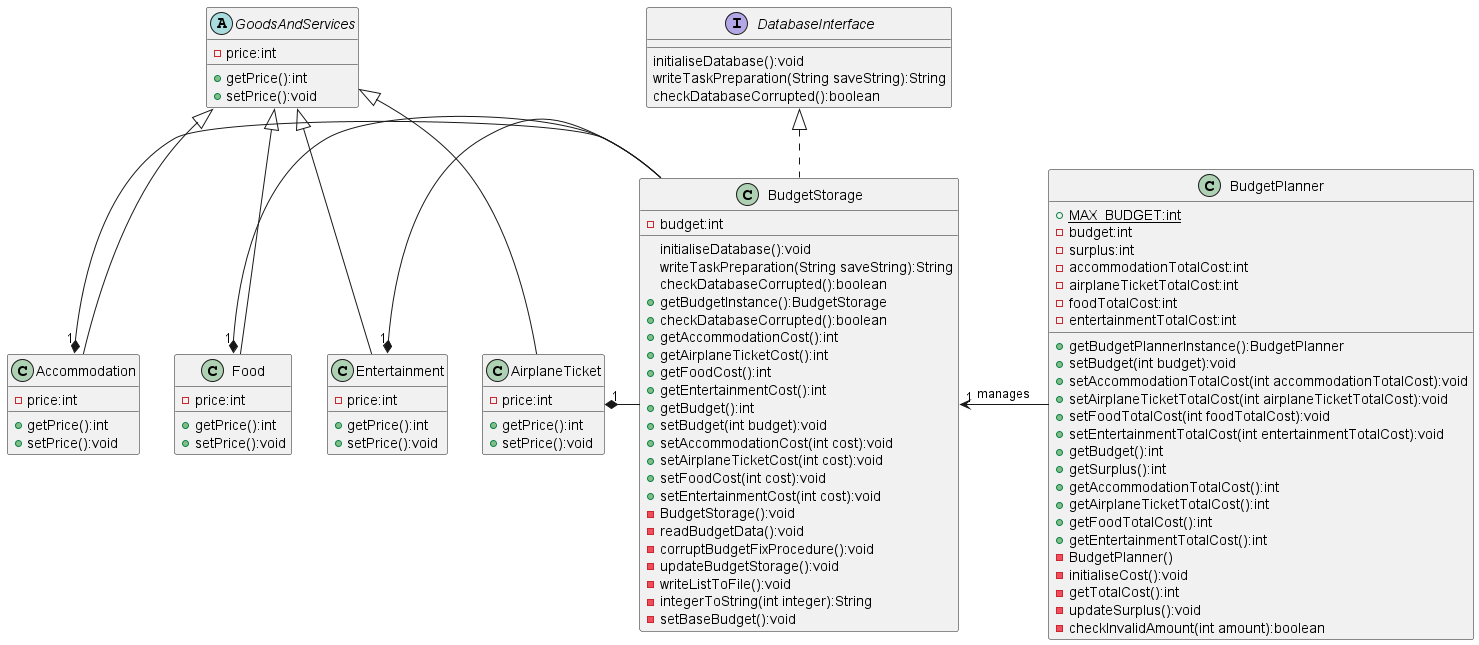 A GoodsAndServices
price:int
getPrice():int
setPrice():void
I DatabaseInterface
initialiseDatabase():void
writeTaskPreparation(String saveString):String
checkDatabaseCorrupted():boolean
C BudgetStorage
budget:int
initialiseDatabase():void
writeTaskPreparation(String saveString):String
checkDatabaseCorrupted():boolean
getBudgetInstance():BudgetStorage
checkDatabaseCorrupted():boolean
getAccommodationCost():int
getAirplaneTicketCost():int
getFoodCost():int
getEntertainmentCost():int
getBudget():int
setBudget(int budget):void
setAccommodationCost(int cost):void
setAirplaneTicketCost(int cost):void
setFoodCost(int cost):void
setEntertainmentCost(int cost):void
BudgetStorage():void
readBudgetData():void
corruptBudgetFixProcedure():void
updateBudgetStorage():void
writeListToFile():void
integerToString(int integer):String
setBaseBudget():void
C BudgetPlanner
MAX_BUDGET:int
budget:int
surplus:int
accommodationTotalCost:int
airplaneTicketTotalCost:int
foodTotalCost:int
entertainmentTotalCost:int
getBudgetPlannerInstance():BudgetPlanner
setBudget(int budget):void
setAccommodationTotalCost(int accommodationTotalCost):void
setAirplaneTicketTotalCost(int airplaneTicketTotalCost):void
setFoodTotalCost(int foodTotalCost):void
setEntertainmentTotalCost(int entertainmentTotalCost):void
getBudget():int
getSurplus():int
getAccommodationTotalCost():int
getAirplaneTicketTotalCost():int
getFoodTotalCost():int
getEntertainmentTotalCost():int
BudgetPlanner()
initialiseCost():void
getTotalCost():int
updateSurplus():void
checkInvalidAmount(int amount):boolean
1
C Accommodation
price:int
getPrice():int
setPrice():void
1
C Food
price:int
getPrice():int
setPrice():void
1
C Entertainment
price:int
getPrice():int
setPrice():void
C AirplaneTicket
price:int
getPrice():int
setPrice():void
1
1 manages